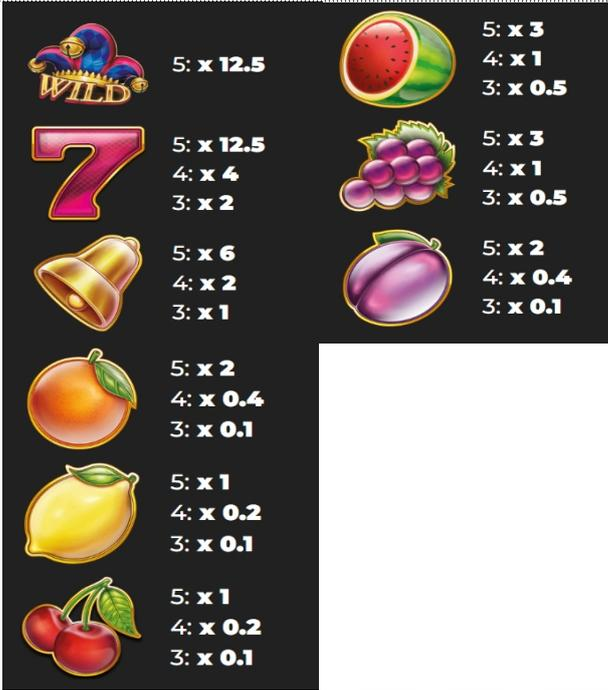 WILD
5: x 12.5
5: x 12.5
4: x 4
3: x 2
5: x 6
4: x 2
3: x 1
5: x 2
4: x 0.4
3: x 0.1
5: x 1
4: x 0.2
3: x 0.1
5: x 1
4: x 0.2
3: x 0.1
5: x 3
4: x 1
3: x 0.5
5: x 3
4: x 1
3: x 0.5
5: x 2
4: x 0.4
3: x 0.1